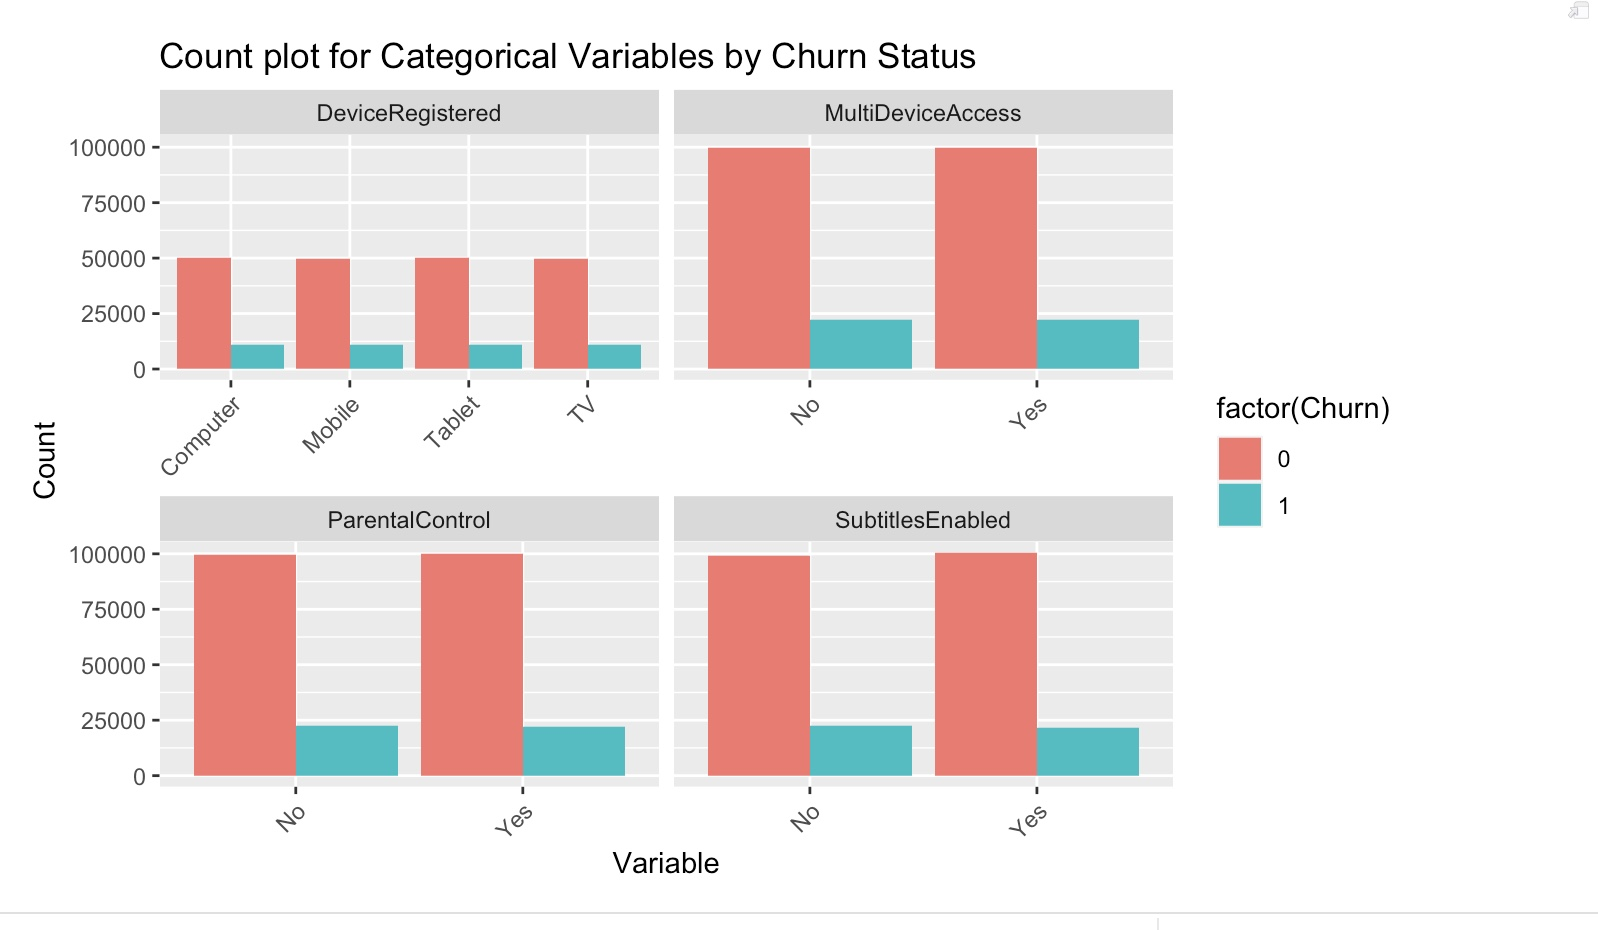 Count plot for Categorical Variables by Churn Status
DeviceRegistered
MultiDeviceAccess
100000
75000
50000
25000
0
Computer
Mobile
Tablet
TV
No
Yes
Count
factor(Churn)
0
1
ParentalControl
SubtitlesEnabled
100000
75000
50000
25000
0
No
Yes
No
Yes
Variable